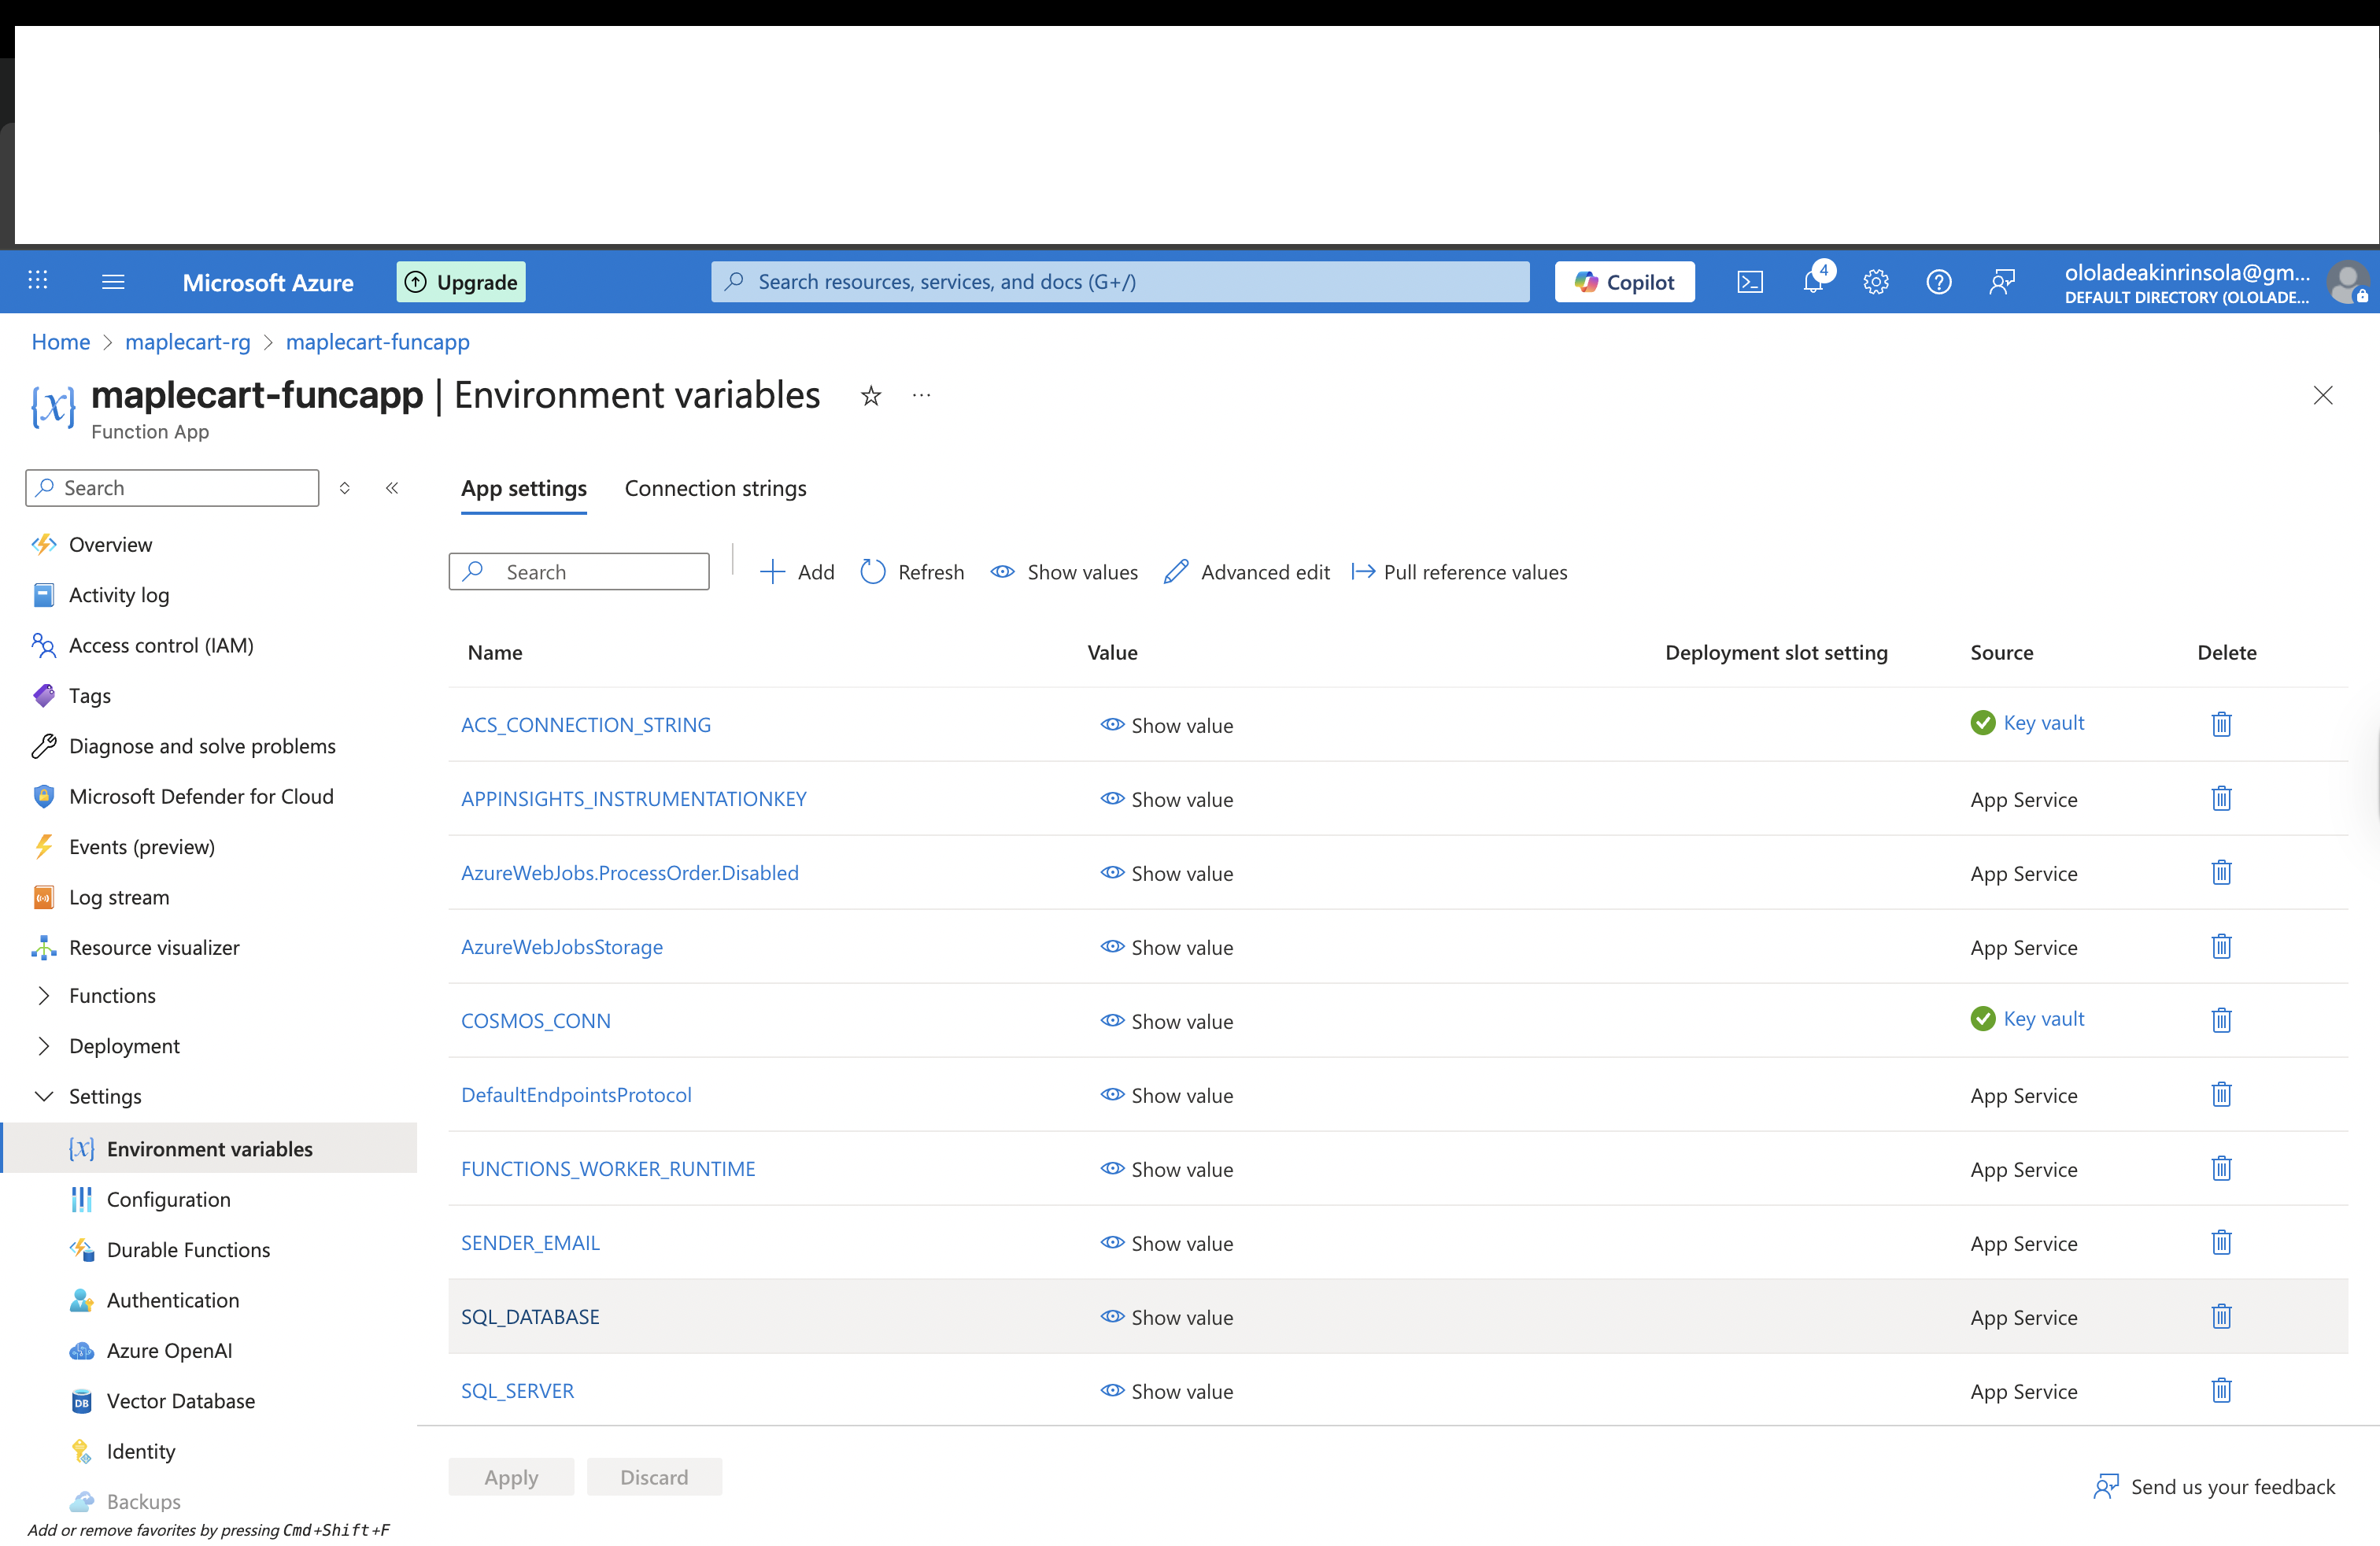 Microsoft Azure
Upgrade
Search resources, services, and docs (G+/)
Copilot
4
ololadeakinrinsola@gm...
DEFAULT DIRECTORY (OLOLADE...
Home > maplecart-rg > maplecart-funcapp
maplecart-funcapp | Environment variables
Function App
Search
Overview
Activity log
Access control (IAM)
Tags
Diagnose and solve problems
Microsoft Defender for Cloud
Events (preview)
Log stream
Resource visualizer
Functions
Deployment
Settings
Environment variables
Configuration
Durable Functions
Authentication
Azure OpenAI
Vector Database
Identity
Backups
Add or remove favorites by pressing Cmd+Shift+F
App settings Connection strings
Search Add Refresh Show values Advanced edit Pull reference values
Name Value Deployment slot setting Source Delete
ACS_CONNECTION_STRING Show value Key vault
APPINSIGHTS_INSTRUMENTATIONKEY Show value App Service
AzureWebJobs.ProcessOrder.Disabled Show value App Service
AzureWebJobsStorage Show value App Service
COSMOS_CONN Show value Key vault
DefaultEndpointsProtocol Show value App Service
FUNCTIONS_WORKER_RUNTIME Show value App Service
SENDER_EMAIL Show value App Service
SQL_DATABASE Show value App Service
SQL_SERVER Show value App Service
Apply Discard
Send us your feedback